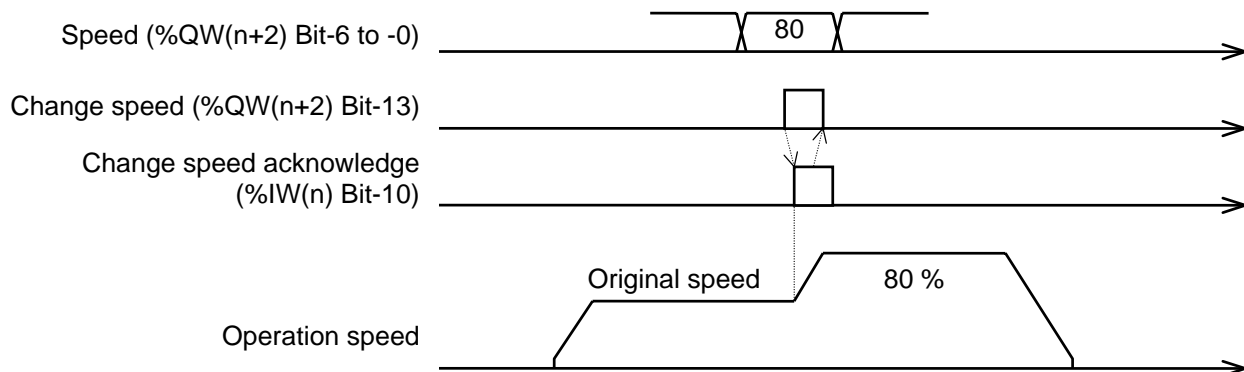 Speed (%QW(n+2) Bit-6 to -0)
80
Change speed (%QW(n+2) Bit-13)
Change speed acknowledge
(%IW(n) Bit-10)
Original speed
80 %
Operation speed